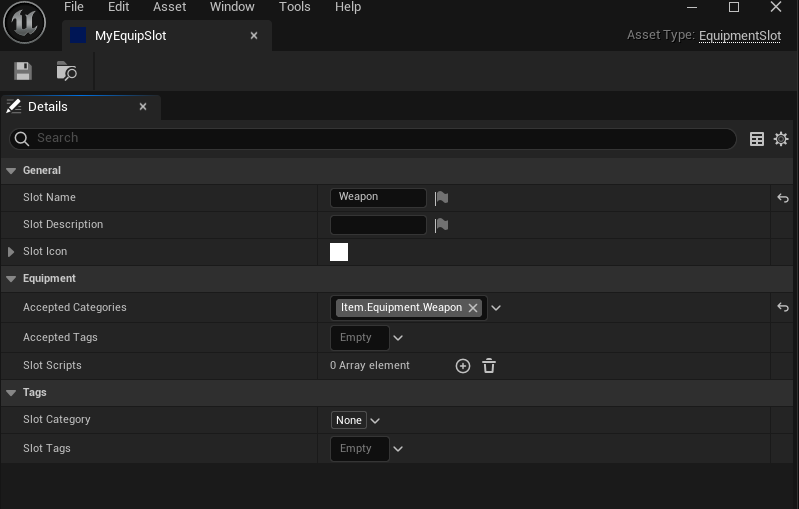 File Edit Asset Window Tools Help
MyEquipSlot
Asset Type: EquipmentSlot
Details
Search
General
Slot Name Weapon
Slot Description
Slot Icon
Equipment
Accepted Categories Item.Equipment.Weapon
Accepted Tags Empty
Slot Scripts 0 Array element
Tags
Slot Category None
Slot Tags Empty